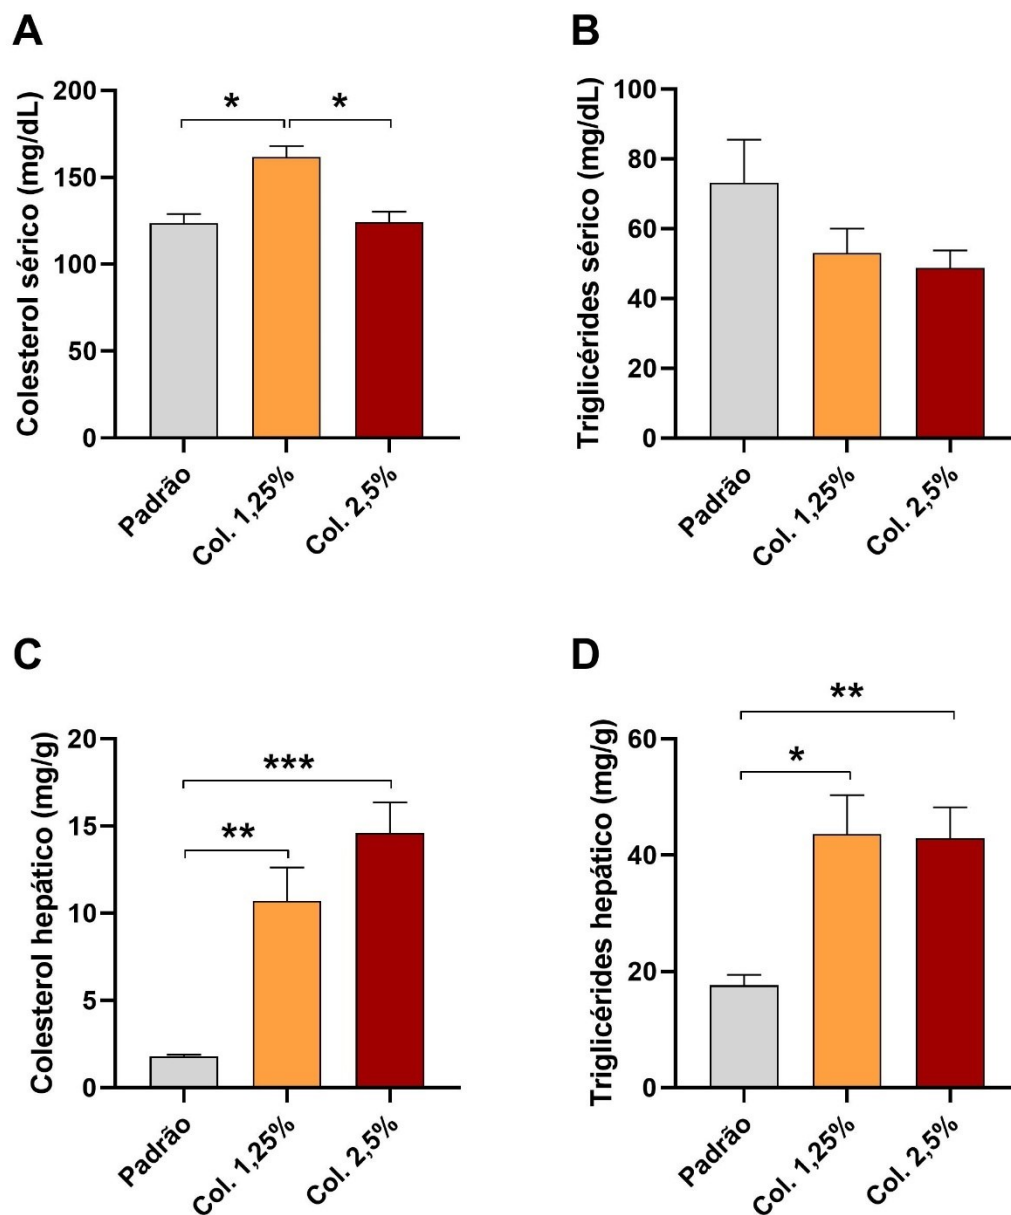 A
Colesterol sérico (mg/dL)
200
150
100
50
0
* *
Padrão
Col. 1,25%
Col. 2,5%
B
Triglicérides sérico (mg/dL)
100
80
60
40
20
0
Padrão
Col. 1,25%
Col. 2,5%
C
Colesterol hepático (mg/g)
20
15
10
5
0
***
**
Padrão
Col. 1,25%
Col. 2,5%
D
Triglicérides hepático (mg/g)
60
40
20
0
**
*
Padrão
Col. 1,25%
Col. 2,5%